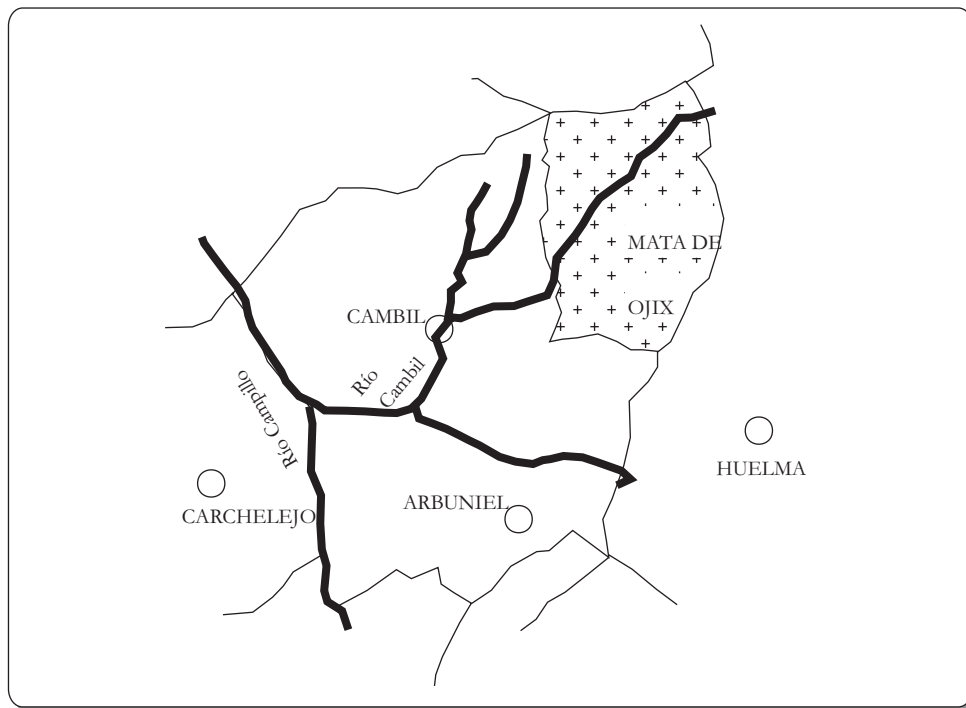 MATA DE
OJIX
CAMBIL
Río
Cambil
Río Campillo
HUELMA
CARCHELEJO
ARBUNIEL